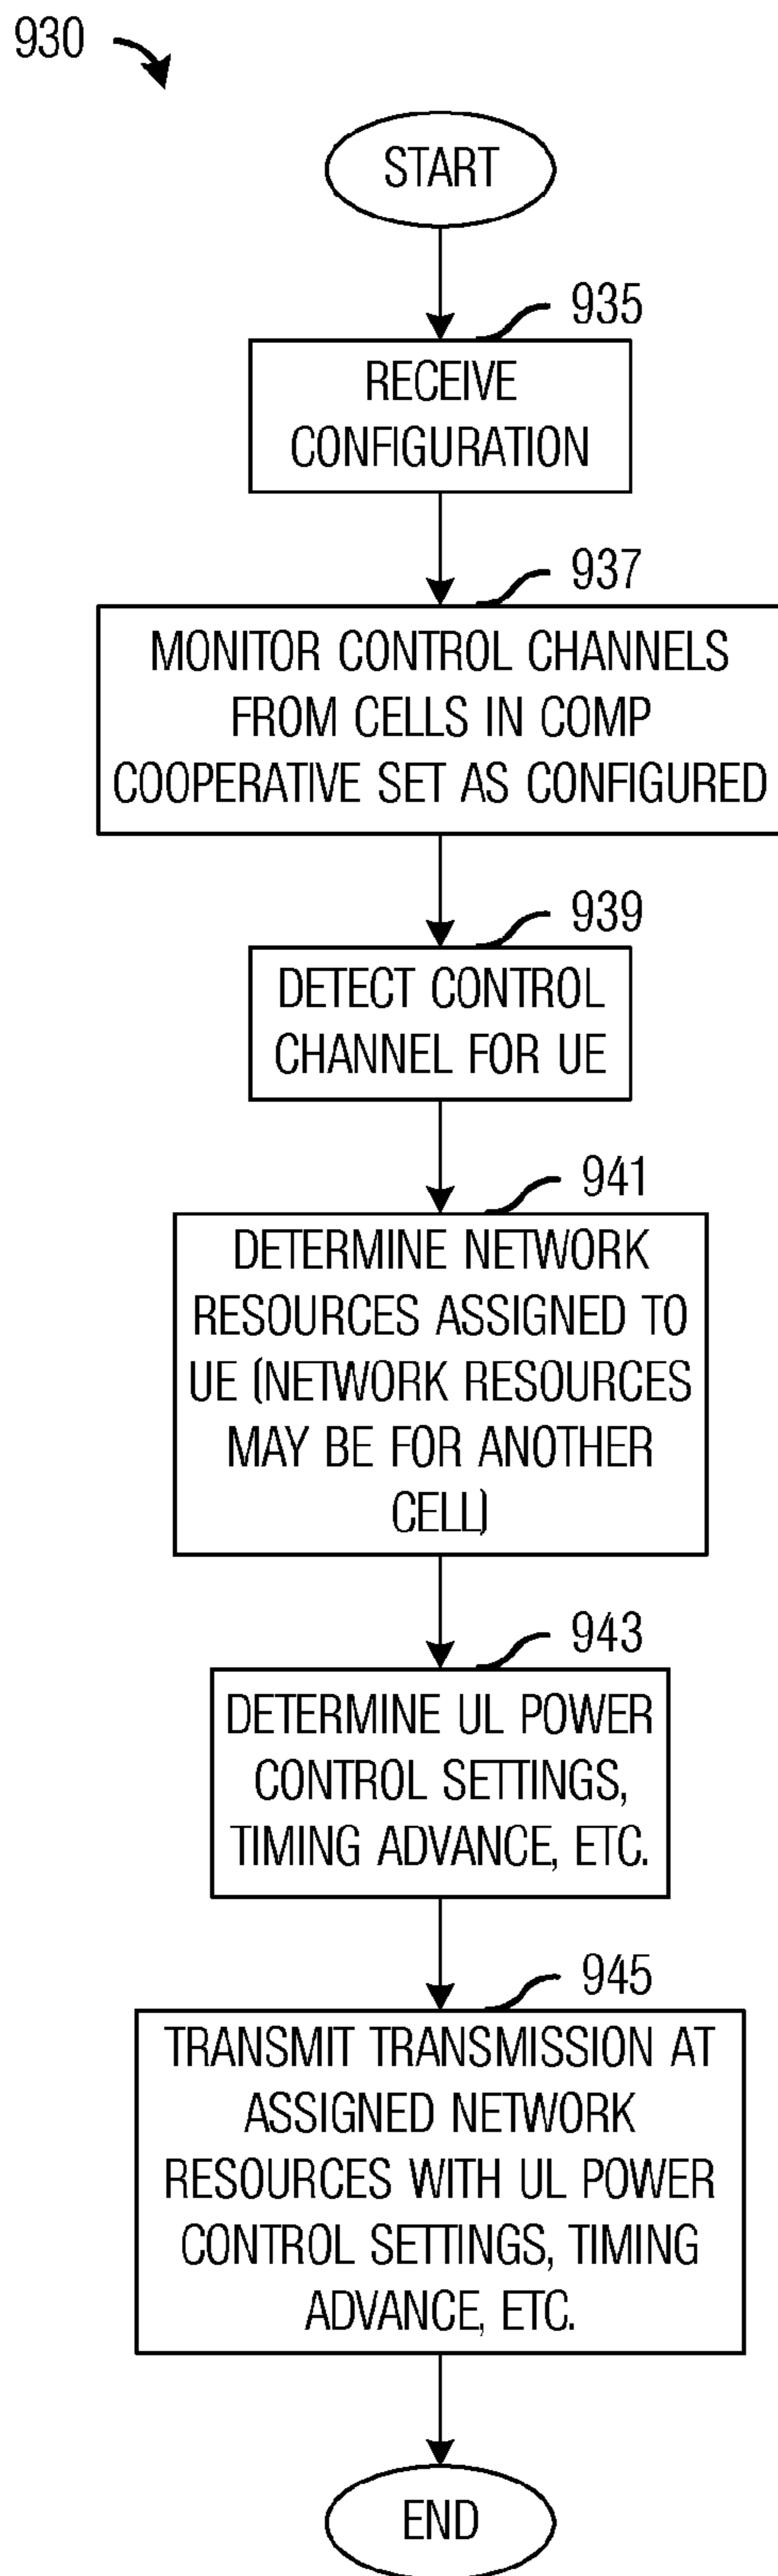 930
START
935
RECEIVE
CONFIGURATION
937
MONITOR CONTROL CHANNELS
FROM CELLS IN COMP
COOPERATIVE SET AS CONFIGURED
939
DETECT CONTROL
CHANNEL FOR UE
941
DETERMINE NETWORK
RESOURCES ASSIGNED TO
UE (NETWORK RESOURCES
MAY BE FOR ANOTHER
CELL)
943
DETERMINE UL POWER
CONTROL SETTINGS,
TIMING ADVANCE, ETC.
945
TRANSMIT TRANSMISSION AT
ASSIGNED NETWORK
RESOURCES WITH UL POWER
CONTROL SETTINGS, TIMING
ADVANCE, ETC.
END